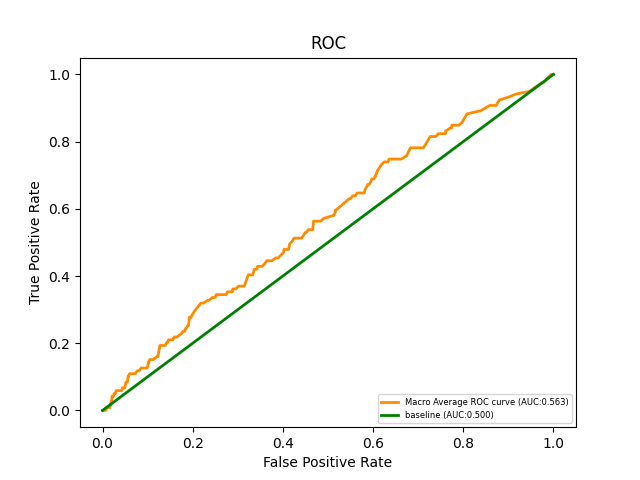 ROC
True Positive Rate
1.0
0.8
0.6
0.4
0.2
0.0
Macro Average ROC curve (AUC:0.563)
baseline (AUC:0.500)
0.0 0.2 0.4 0.6 0.8 1.0
False Positive Rate